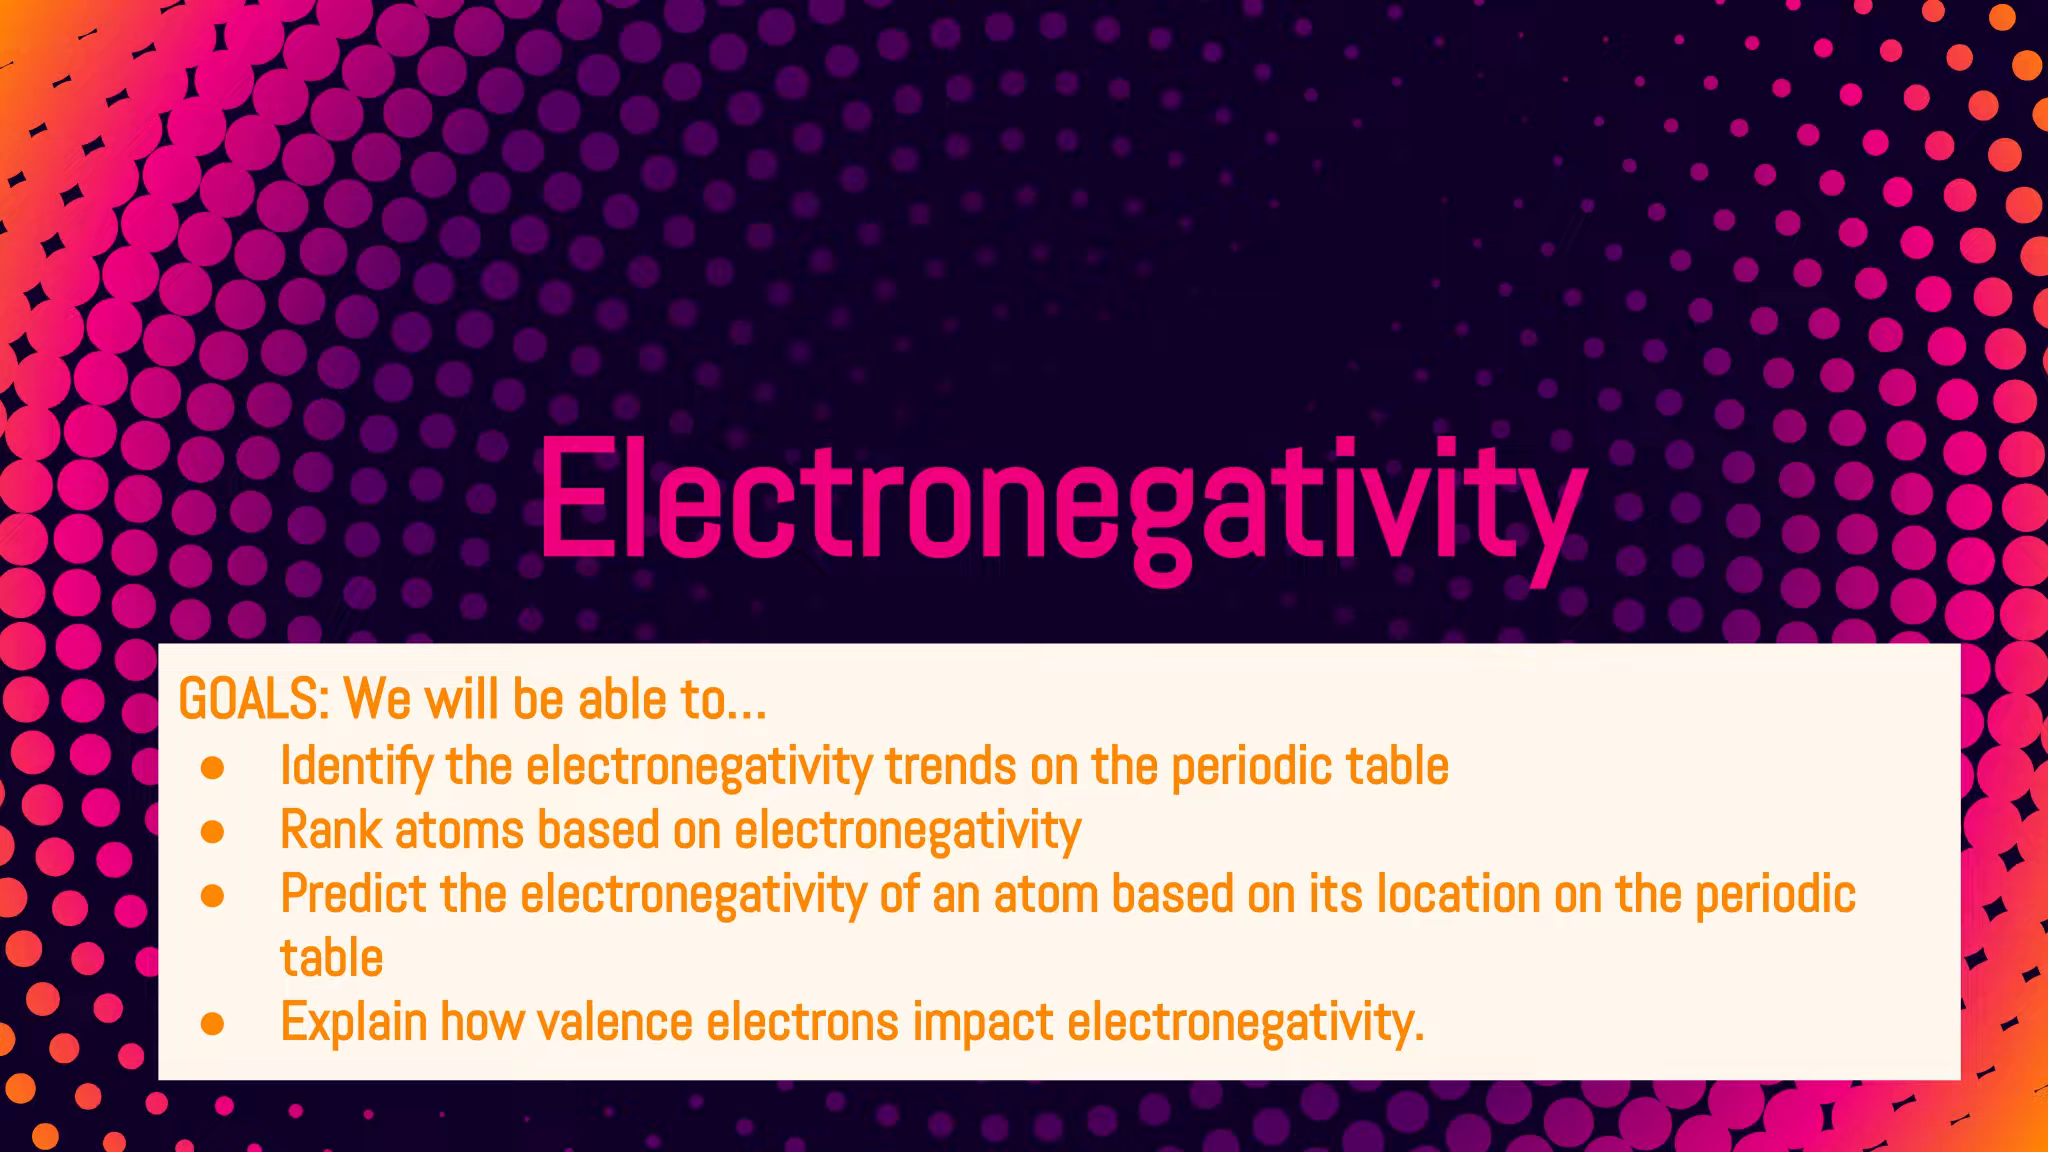 Electronegativity
GOALS: We will be able to...
● Identify the electronegativity trends on the periodic table
● Rank atoms based on electronegativity
● Predict the electronegativity of an atom based on its location on the periodic
table
● Explain how valence electrons impact electronegativity.